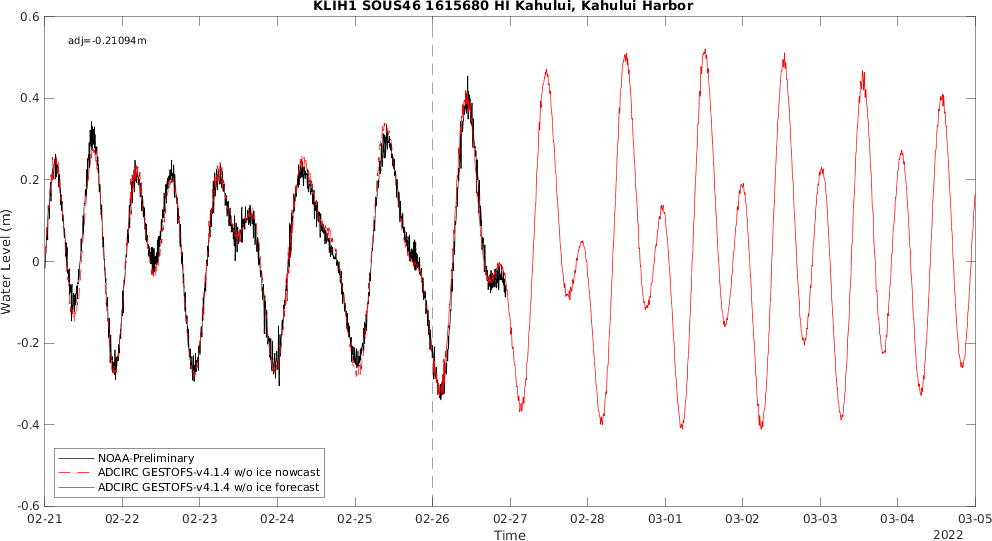 KLIH1 SOUS46 1615680 HI Kahului, Kahului Harbor
adj=-0.21094m
0.6
0.4
0.2
0
-0.2
-0.4
-0.6
Water Level (m)
NOAA-Preliminary
ADCIRC GESTOFS-v4.1.4 w/o ice nowcast
ADCIRC GESTOFS-v4.1.4 w/o ice forecast
02-21 02-22 02-23 02-24 02-25 02-26 02-27 02-28 03-01 03-02 03-03 03-04 03-05
Time
2022